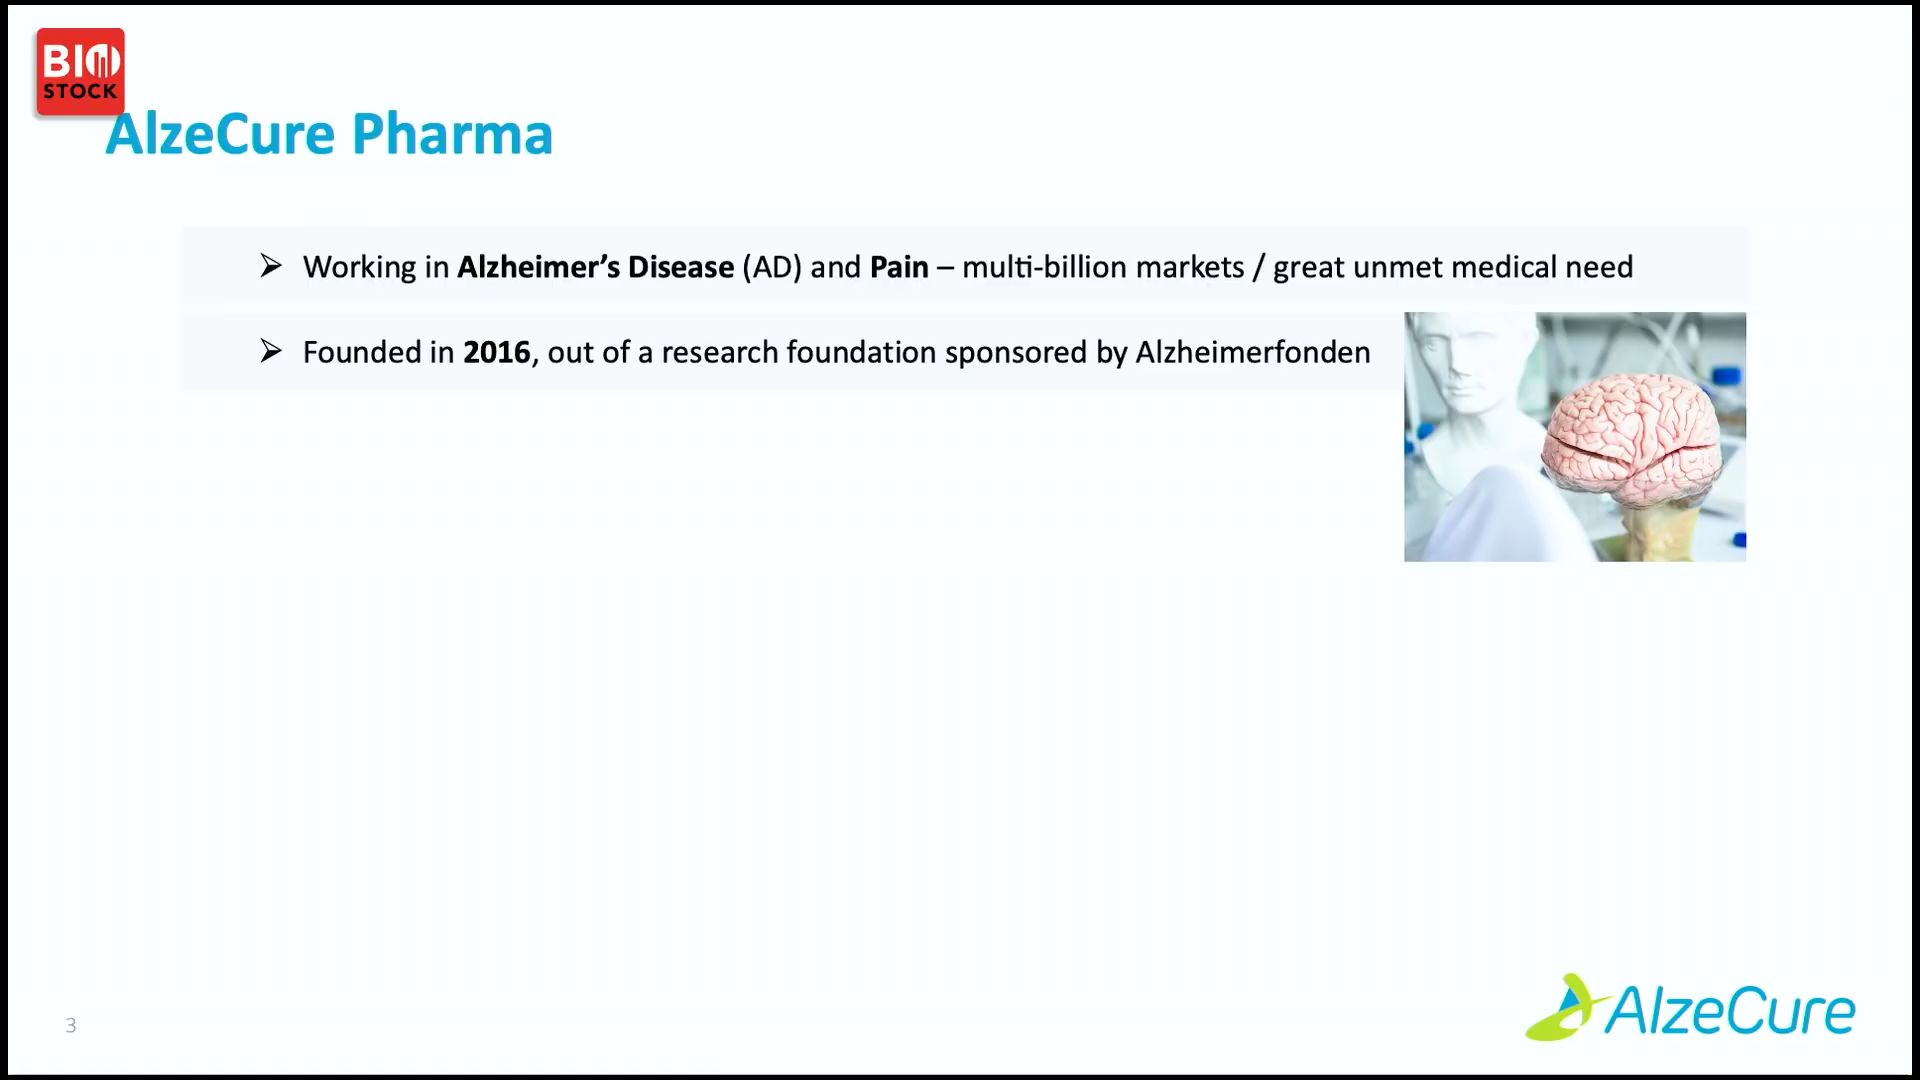 BIO
STOCK
AlzeCure Pharma
➢ Working in Alzheimer’s Disease (AD) and Pain – multi-billion markets / great unmet medical need
➢ Founded in 2016, out of a research foundation sponsored by Alzheimerfonden
3
AlzeCure